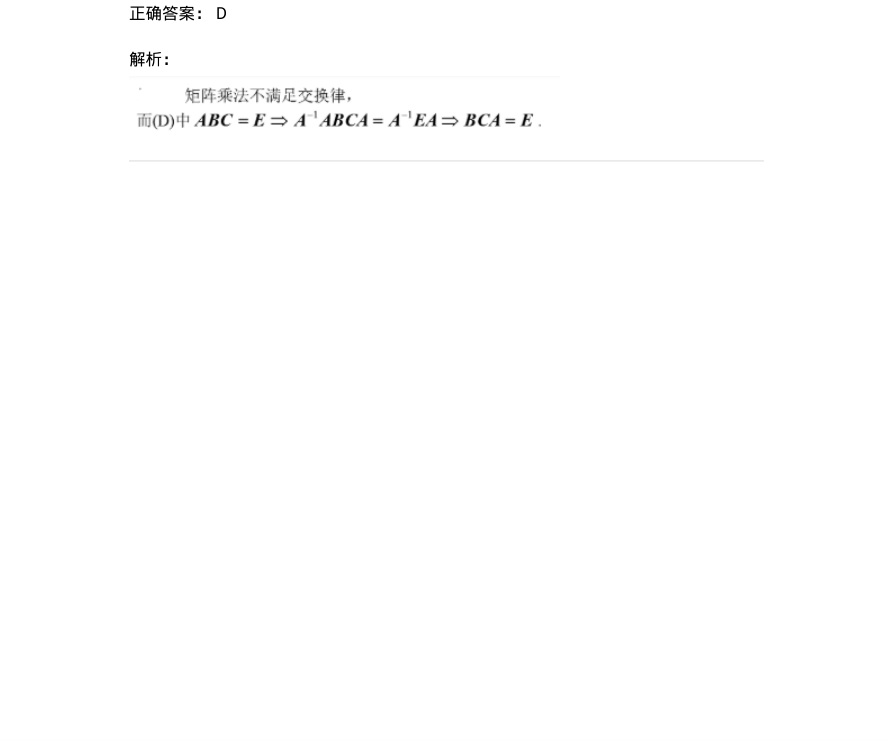 正确答案： D
解析：
矩阵乘法不满足交换律，
而(D)中 ABC = E ⇒ A⁻¹ABCA = A⁻¹EA ⇒ BCA = E .